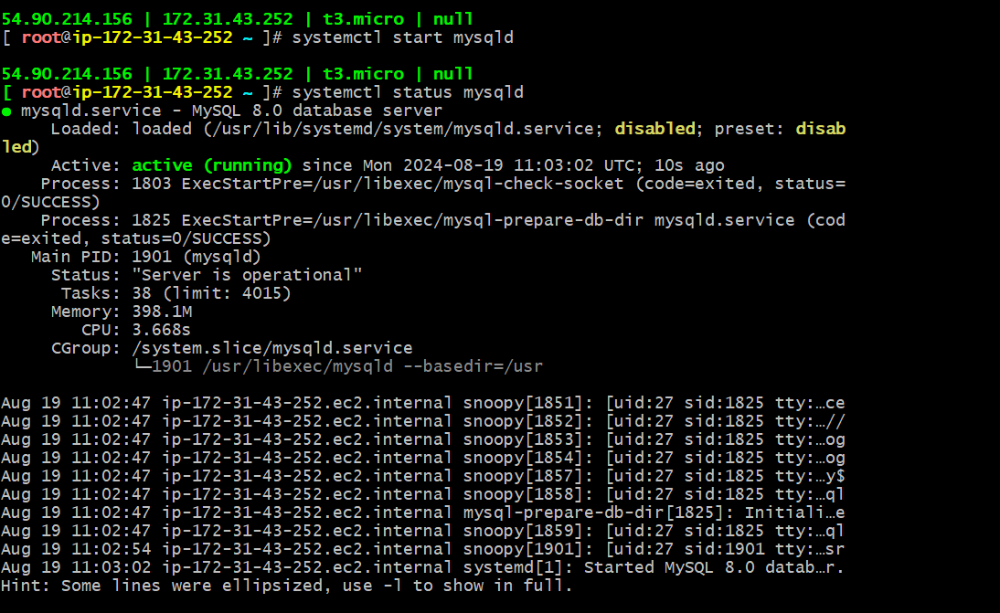 54.90.214.156 | 172.31.43.252 | t3.micro | null
[ root@ip-172-31-43-252 ~ ]# systemctl start mysqld
54.90.214.156 | 172.31.43.252 | t3.micro | null
[ root@ip-172-31-43-252 ~ ]# systemctl status mysqld
● mysqld.service - MySQL 8.0 database server
     Loaded: loaded (/usr/lib/systemd/system/mysqld.service; disabled; preset: disab
led)
     Active: active (running) since Mon 2024-08-19 11:03:02 UTC; 10s ago
    Process: 1803 ExecStartPre=/usr/libexec/mysql-check-socket (code=exited, status=
0/SUCCESS)
    Process: 1825 ExecStartPre=/usr/libexec/mysql-prepare-db-dir mysqld.service (cod
e=exited, status=0/SUCCESS)
   Main PID: 1901 (mysqld)
     Status: "Server is operational"
      Tasks: 38 (limit: 4015)
     Memory: 398.1M
        CPU: 3.668s
     CGroup: /system.slice/mysqld.service
             └─1901 /usr/libexec/mysqld --basedir=/usr
Aug 19 11:02:47 ip-172-31-43-252.ec2.internal snoopy[1851]: [uid:27 sid:1825 tty:…ce
Aug 19 11:02:47 ip-172-31-43-252.ec2.internal snoopy[1852]: [uid:27 sid:1825 tty:…//
Aug 19 11:02:47 ip-172-31-43-252.ec2.internal snoopy[1853]: [uid:27 sid:1825 tty:…og
Aug 19 11:02:47 ip-172-31-43-252.ec2.internal snoopy[1854]: [uid:27 sid:1825 tty:…og
Aug 19 11:02:47 ip-172-31-43-252.ec2.internal snoopy[1857]: [uid:27 sid:1825 tty:…y$
Aug 19 11:02:47 ip-172-31-43-252.ec2.internal snoopy[1858]: [uid:27 sid:1825 tty:…ql
Aug 19 11:02:47 ip-172-31-43-252.ec2.internal mysql-prepare-db-dir[1825]: Initiali…e
Aug 19 11:02:47 ip-172-31-43-252.ec2.internal snoopy[1859]: [uid:27 sid:1825 tty:…ql
Aug 19 11:02:54 ip-172-31-43-252.ec2.internal snoopy[1901]: [uid:27 sid:1901 tty:…sr
Aug 19 11:03:02 ip-172-31-43-252.ec2.internal systemd[1]: Started MySQL 8.0 datab…r.
Hint: Some lines were ellipsized, use -l to show in full.